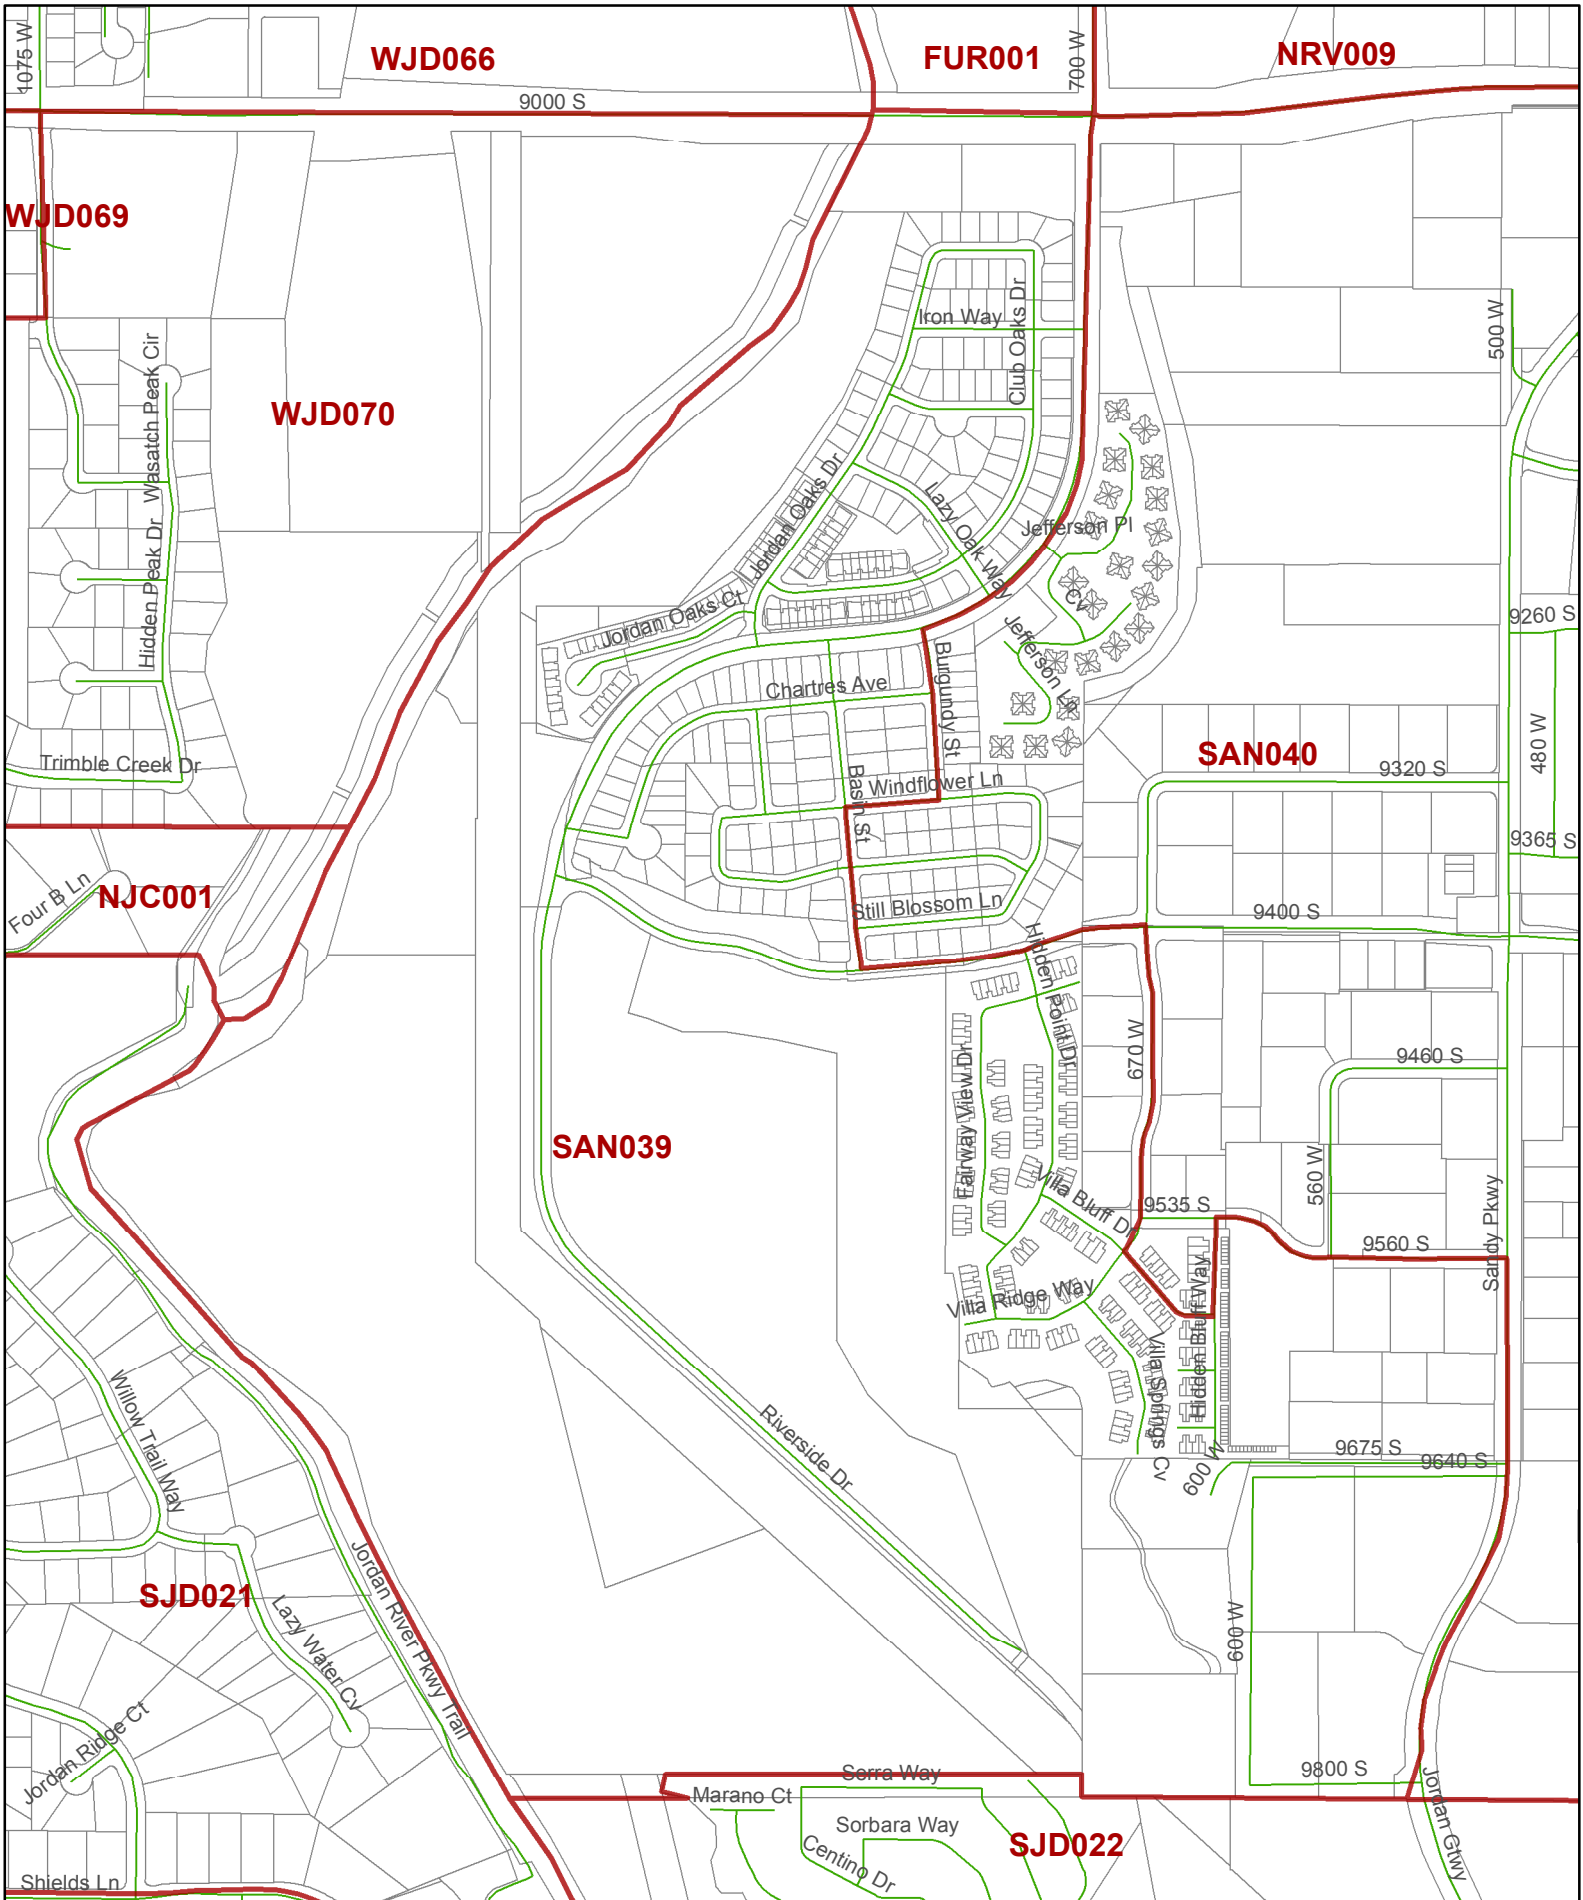 1075 W
WJD066
FUR001
700 W
NRV009
9000 S
WJD069
Iron Way
Club Oaks Dr
500 W
Wasatch Peak Cir
WJD070
Jordan Oaks Dr
Lazy Oak Way
Jefferson Pl
Hidden Peak Dr
Cv
Jordan Oaks Ct
Jefferson Ln
9260 S
Burgundy St
Chartres Ave
480 W
SAN040
Trimble Creek Dr
9320 S
Basin St
Windflower Ln
9365 S
Four B Ln
NJC001
Still Blossom Ln
9400 S
Hidden Point Dr
670 W
9460 S
Fairway View Dr
SAN039
560 W
Villa Bluff Dr
9535 S
Sandy Pkwy
9560 S
Villa Ridge Way
Hidden Bluff Way
Villa Springs Cv
Willow Trail Way
Riverside Dr
600 W
9675 S
9640 S
Jordan River Pkwy Trail
SJD021
Lazy Water Cv
600 W
Jordan Ridge Ct
Serra Way
9800 S
Marano Ct
Jordan Gtwy
Sorbara Way
SJD022
Centino Dr
Shields Ln